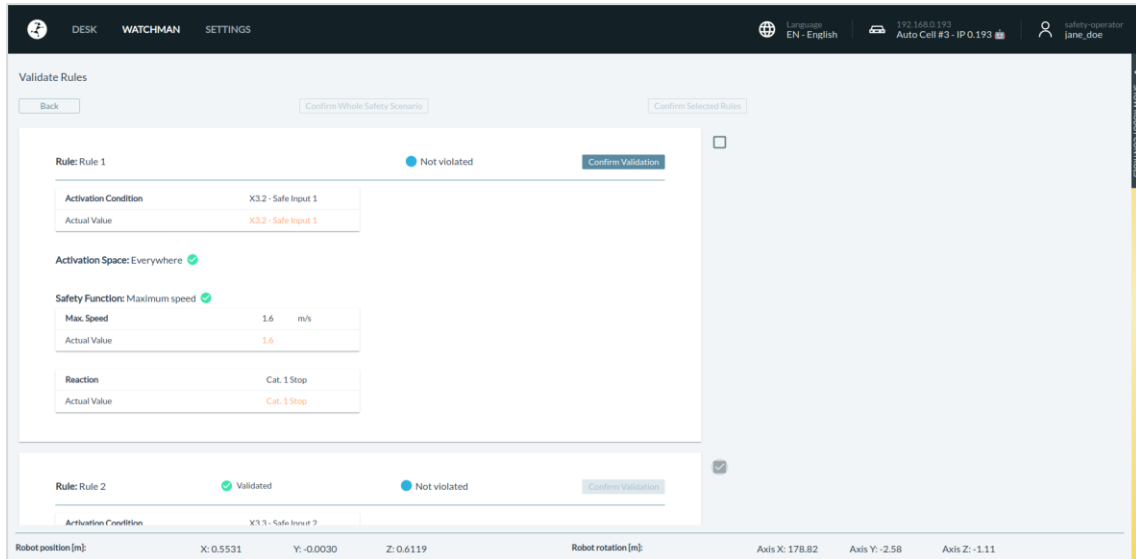 DESK WATCHMAN SETTINGS
Language
EN - English
192.168.0.193
Auto Cell #3 - IP 0.193
safety-operator
jane_doe
Validate Rules
Back Confirm Whole Safety Scenario Confirm Selected Rules
Rule: Rule 1 Not violated Confirm Validation
Activation Condition X3.2 - Safe Input 1
Actual Value X3.2 - Safe Input 1
Activation Space: Everywhere
Safety Function: Maximum speed
Max. Speed 1.6 m/s
Actual Value 1.6
Reaction Cat. 1 Stop
Actual Value Cat. 1 Stop
Rule: Rule 2 Validated Not violated Confirm Validation
Activation Condition X3.3 - Safe Input 2
Robot position [m]: X: 0.5531 Y: -0.0030 Z: 0.6119 Robot rotation [m]: Axis X: 178.82 Axis Y: -2.58 Axis Z: -1.11